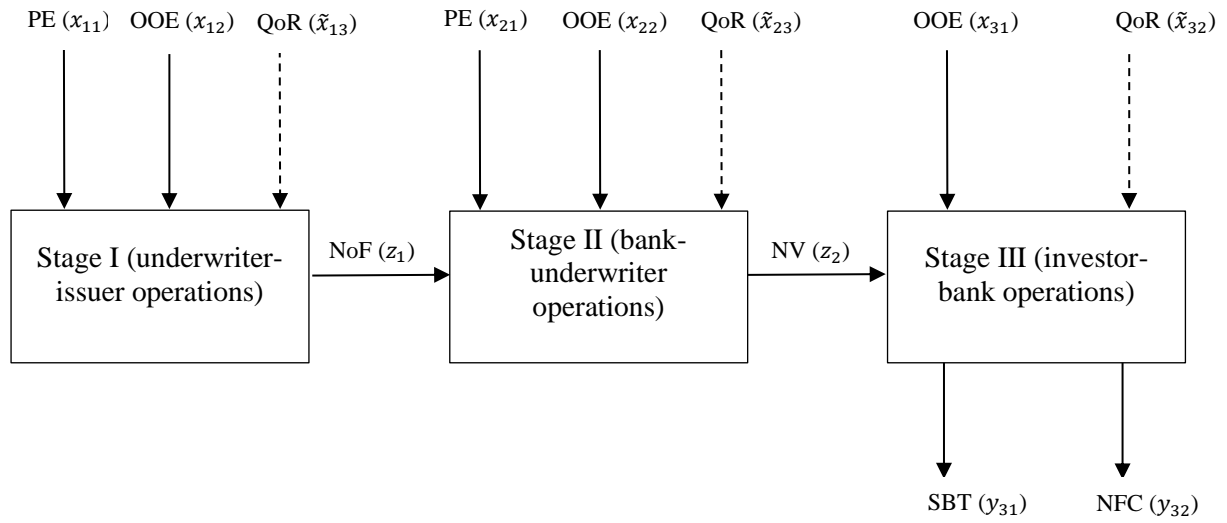 PE (𝑥₁₁) OOE (𝑥₁₂) QoR (𝑥̃₁₃) PE (𝑥₂₁) OOE (𝑥₂₂) QoR (𝑥̃₂₃) OOE (𝑥₃₁) QoR (𝑥̃₃₂)
Stage I (underwriter-
issuer operations)
NoF (𝑧₁)
Stage II (bank-
underwriter
operations)
NV (𝑧₂)
Stage III (investor-
bank operations)
SBT (𝑦₃₁) NFC (𝑦₃₂)